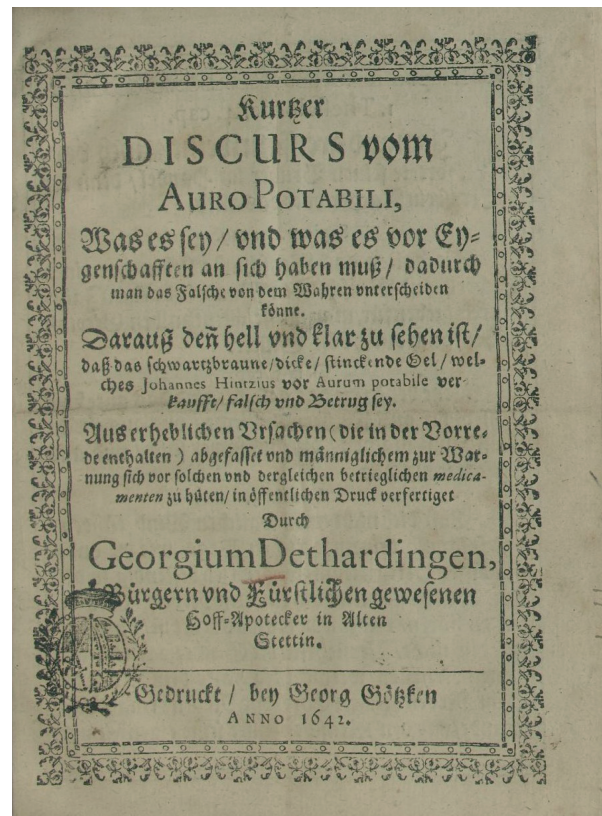 Kurtzer
DISCURS vom
AURO POTABILI,
Was es sey / vnd was es vor Ey-
genschafften an sich haben muß / dadurch
man das Falsche von dem Wahren vnterscheiden
könne.
Darauß deñ hell vnd klar zu sehen ist /
daß das schwartzbraune / dicke / stinckende Oel / wel-
ches Johannes Hintzius vor Aurum potabile ver-
kaufft / falsch vnd Betrug sey.
Aus erheblichen Vrsachen (die in der Vorre-
de enthalten) abgefasset vnd männiglichem zur War-
nung sich vor solchen vnd dergleichen betrieglichen medica-
menten zu hüten / in öffentlichen Druck verfertiget
Durch
Georgium Dethardingen,
Bürgern vnd Fürstlichen gewesenen
Hoff-Apotecker in Alten
Stettin.
Gedruckt / bey Georg Götzken
ANNO 1642.